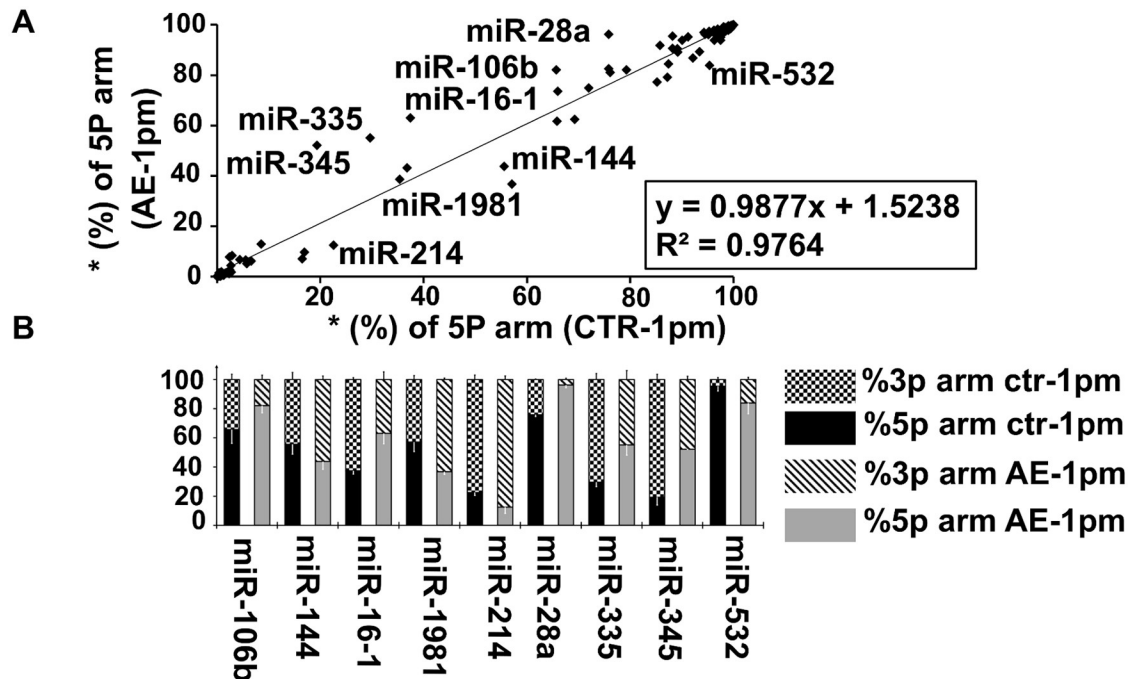 A
* (%) of 5P arm
(AE-1pm)
100
80
60
40
20
0
20
40
60
80
100
miR-28a
miR-106b
miR-16-1
miR-335
miR-345
miR-532
miR-144
miR-1981
miR-214
y = 0.9877x + 1.5238
R² = 0.9764
* (%) of 5P arm (CTR-1pm)
B
100
80
60
40
20
0
miR-106b
miR-144
miR-16-1
miR-1981
miR-214
miR-28a
miR-335
miR-345
miR-532
%3p arm ctr-1pm
%5p arm ctr-1pm
%3p arm AE-1pm
%5p arm AE-1pm